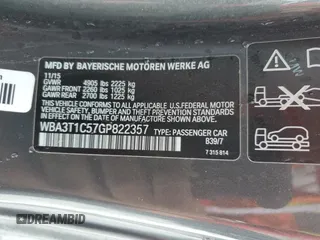 MFD BY BAYERISCHE MOTOREN WERKE AG
11/15
GVWR 4905 lbs 2225 kg
GAWR FRONT 2260 lbs 1025 kg
GAWR REAR 2700 lbs 1225 kg
THIS VEHICLE CONFORMS TO ALL APPLICABLE U.S. FEDERAL MOTOR
VEHICLE SAFETY, BUMPER, AND THEFT PREVENTION STANDARDS IN
EFFECT ON THE DATE OF MANUFACTURE SHOWN ABOVE.
WBA3T1C57GP822357 TYPE: PASSENGER CAR
B39/7
7 315 814
DREAMBID